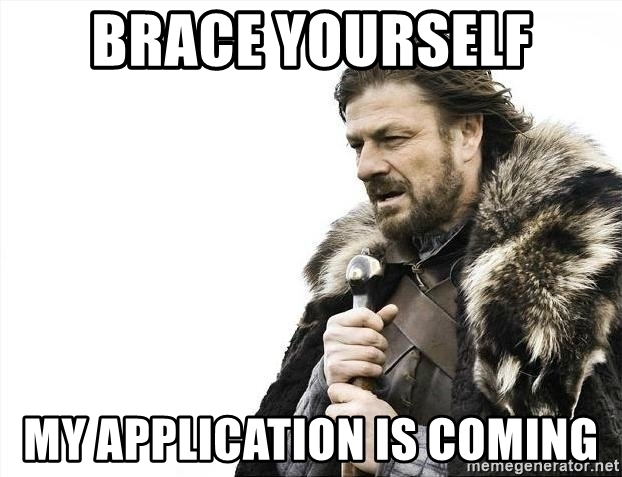 BRACE YOURSELF
MY APPLICATION IS COMING
memegenerator.net